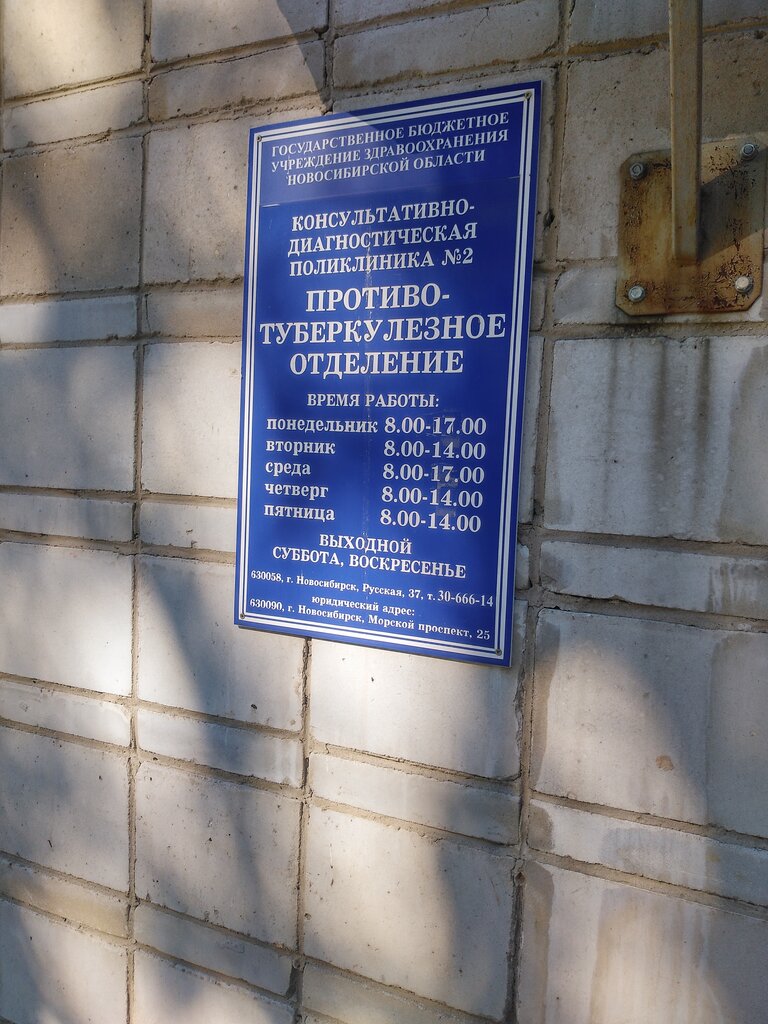 ГОСУДАРСТВЕННОЕ БЮДЖЕТНОЕ
УЧРЕЖДЕНИЕ ЗДРАВООХРАНЕНИЯ
НОВОСИБИРСКОЙ ОБЛАСТИ
КОНСУЛЬТАТИВНО-
ДИАГНОСТИЧЕСКАЯ
ПОЛИКЛИНИКА №2
ПРОТИВО-
ТУБЕРКУЛЕЗНОЕ
ОТДЕЛЕНИЕ
ВРЕМЯ РАБОТЫ:
понедельник 8.00-17.00
вторник 8.00-14.00
среда 8.00-17.00
четверг 8.00-14.00
пятница 8.00-14.00
ВЫХОДНОЙ
СУББОТА, ВОСКРЕСЕНЬЕ
630058, г. Новосибирск, Русская, 37, т. 30-666-14
юридический адрес:
630090, г. Новосибирск, Морской проспект, 25